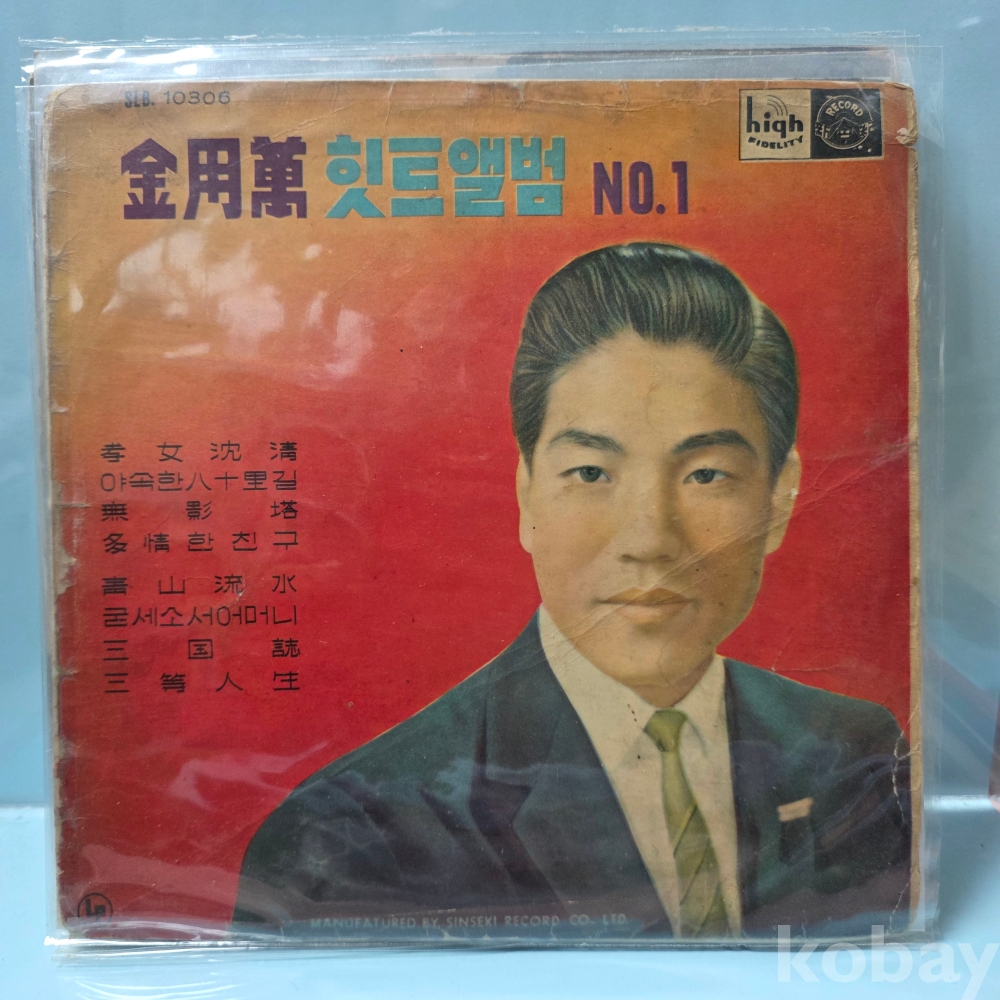 SLB. 10306
high
FIDELITY
RECORD
金用萬 힛트앨범 NO.1
孝女沈淸
야속한八十里길
無影塔
多情한친구
靑山流水
굳세소서어머니
三国誌
三等人生
LP
MANUFATURED BY SINSEKI RECORD CO., LTD.
kobay